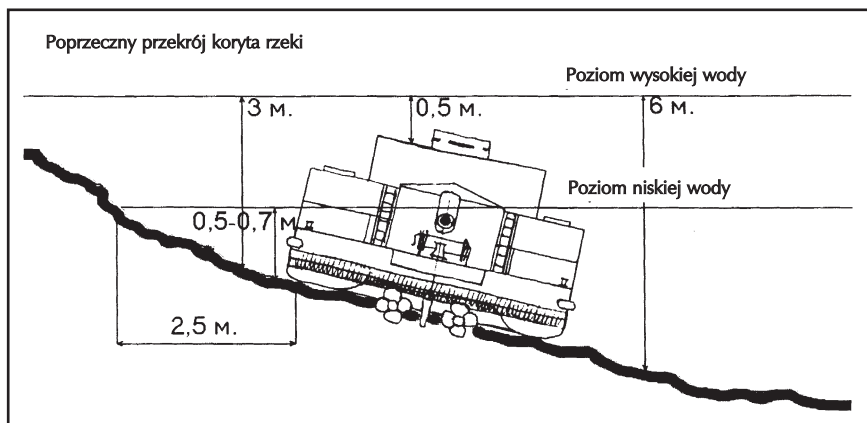 Poprzeczny przekrój koryta rzeki
Poziom wysokiej wody
3 м.
0,5 м.
6 м.
Poziom niskiej wody
0,5-0,7 м
2,5 м.